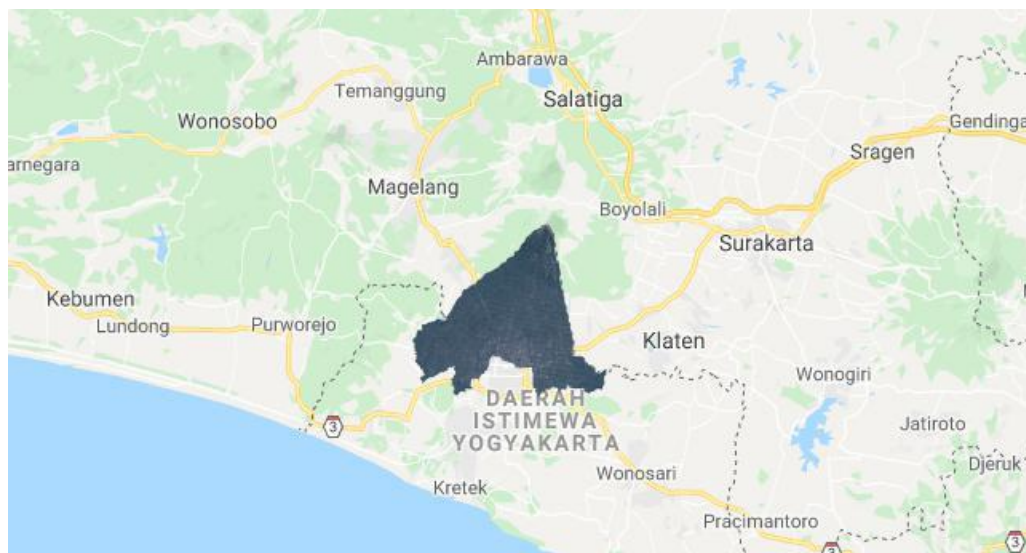 Ambarawa
Temanggung
Salatiga
Wonosobo
Gendinga
arnegara
Sragen
Magelang
Boyolali
Surakarta
Kebumen
Lundong
Purworejo
Klaten
Wonogiri
DAERAH
ISTIMEWA
YOGYAKARTA
3
Jatiroto
Djeruk
Wonosari
Kretek
Pracimantoro
3
3